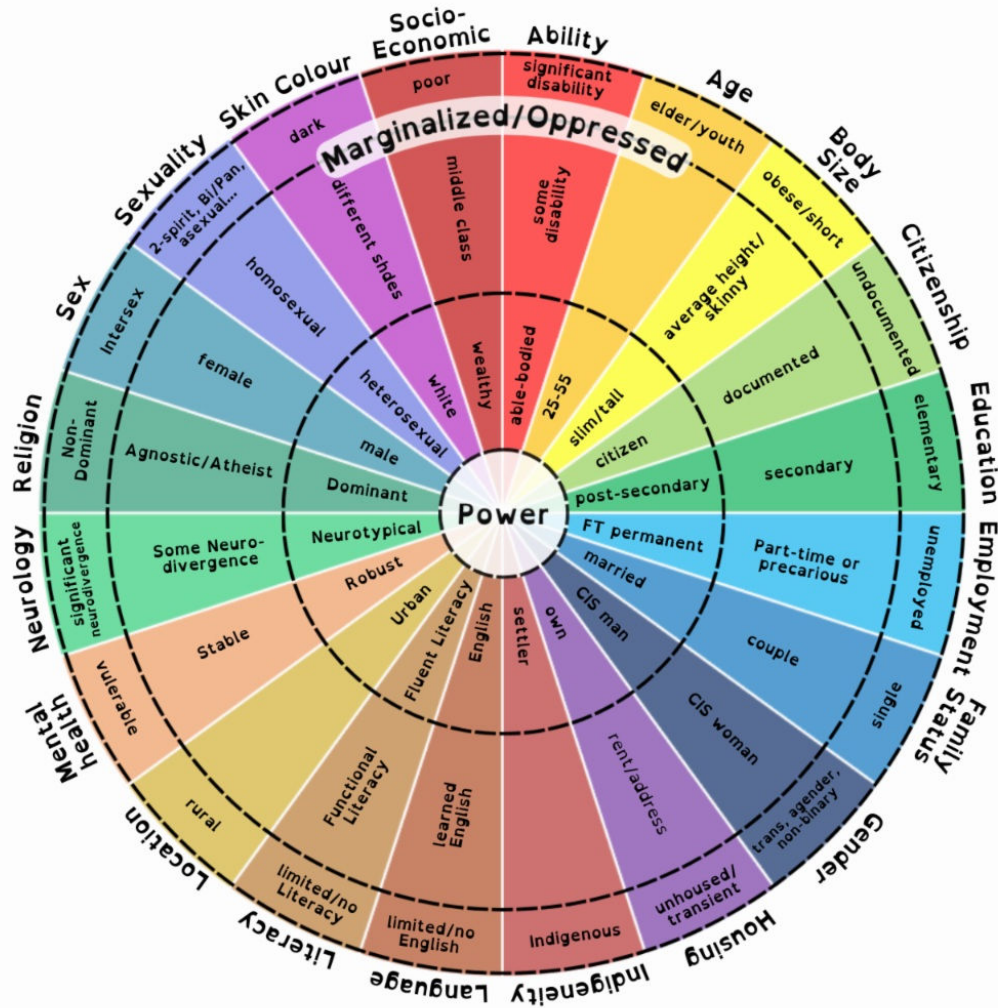 Socio-
Economic
Ability
Age
Body
Size
Citizenship
Education
Employment
Family
Status
Gender
Housing
Indigeneity
Language
Literacy
Location
Mental
health
Neurology
Religion
Sex
Sexuality
Skin Colour
Marginalized/Oppressed
Power
poor
middle class
wealthy
significant
disability
some
disability
able-bodied
elder/youth
25-55
obese/short
average height/
skinny
slim/tall
undocumented
documented
citizen
elementary
secondary
post-secondary
unemployed
Part-time or
precarious
FT permanent
single
couple
married
trans, agender,
non-binary
CIS woman
CIS man
unhoused/
transient
rent/address
own
Indigenous
settler
limited/no
English
learned
English
English
limited/no
Literacy
Functional
Literacy
Fluent Literacy
rural
Urban
vulerable
Stable
Robust
significant
neurodivergence
Some Neuro-
divergence
Neurotypical
Non-
Dominant
Agnostic/Atheist
Dominant
Intersex
female
male
2-spirit, Bi/Pan,
asexual...
homosexual
heterosexual
dark
different shdes
white